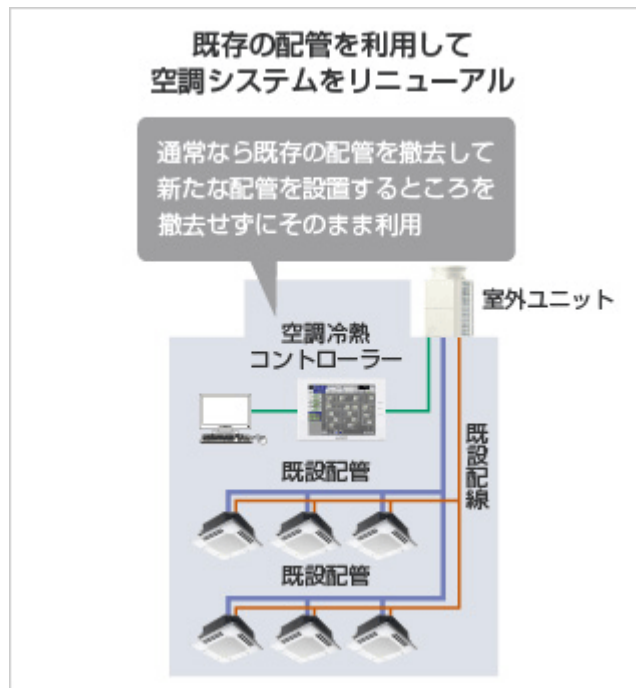 既存の配管を利用して
空調システムをリニューアル
通常なら既存の配管を撤去して
新たな配管を設置するところを
撤去せずにそのまま利用
室外ユニット
空調冷熱
コントローラー
既設配線
既設配管
既設配管